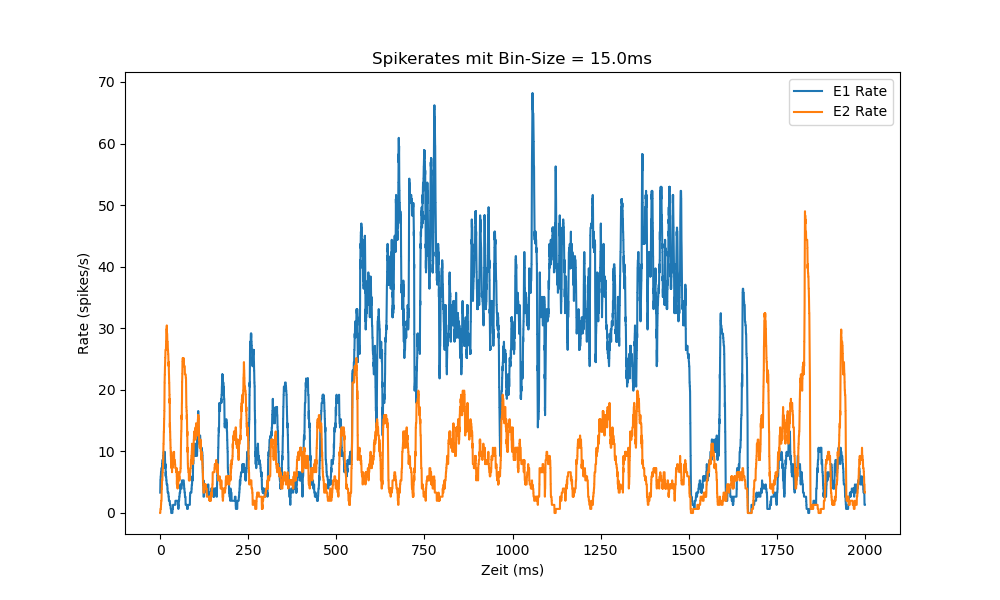 Spikerates mit Bin-Size = 15.0ms
70
60
50
40
30
20
10
0
Rate (spikes/s)
E1 Rate
E2 Rate
0 250 500 750 1000 1250 1500 1750 2000
Zeit (ms)